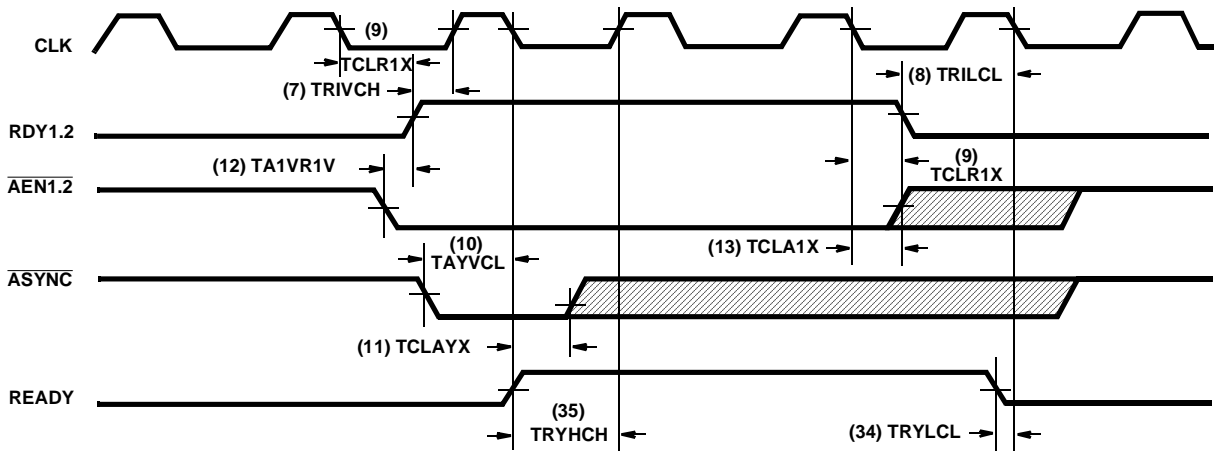 CLK
(9)
TCLR1X
(7) TRIVCH
(8) TRILCL
RDY1.2
(12) TA1VR1V
(9)
TCLR1X
AEN1.2
(10)
TAYVCL
(13) TCLA1X
ASYNC
(11) TCLAYX
READY
(35)
TRYHCH
(34) TRYLCL